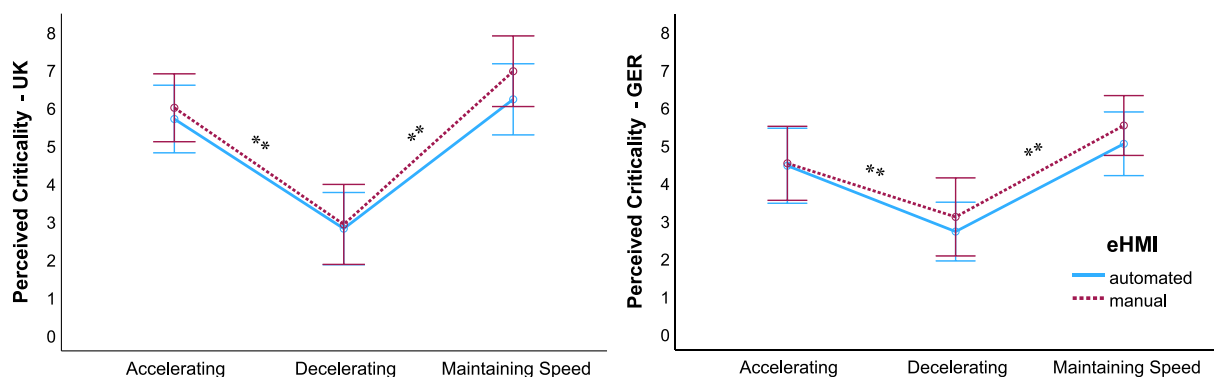 Perceived Criticality - UK
8
7
6
5
4
3
2
1
0
**
**
Accelerating
Decelerating
Maintaining Speed
Perceived Criticality - GER
8
7
6
5
4
3
2
1
0
**
**
eHMI
automated
manual
Accelerating
Decelerating
Maintaining Speed